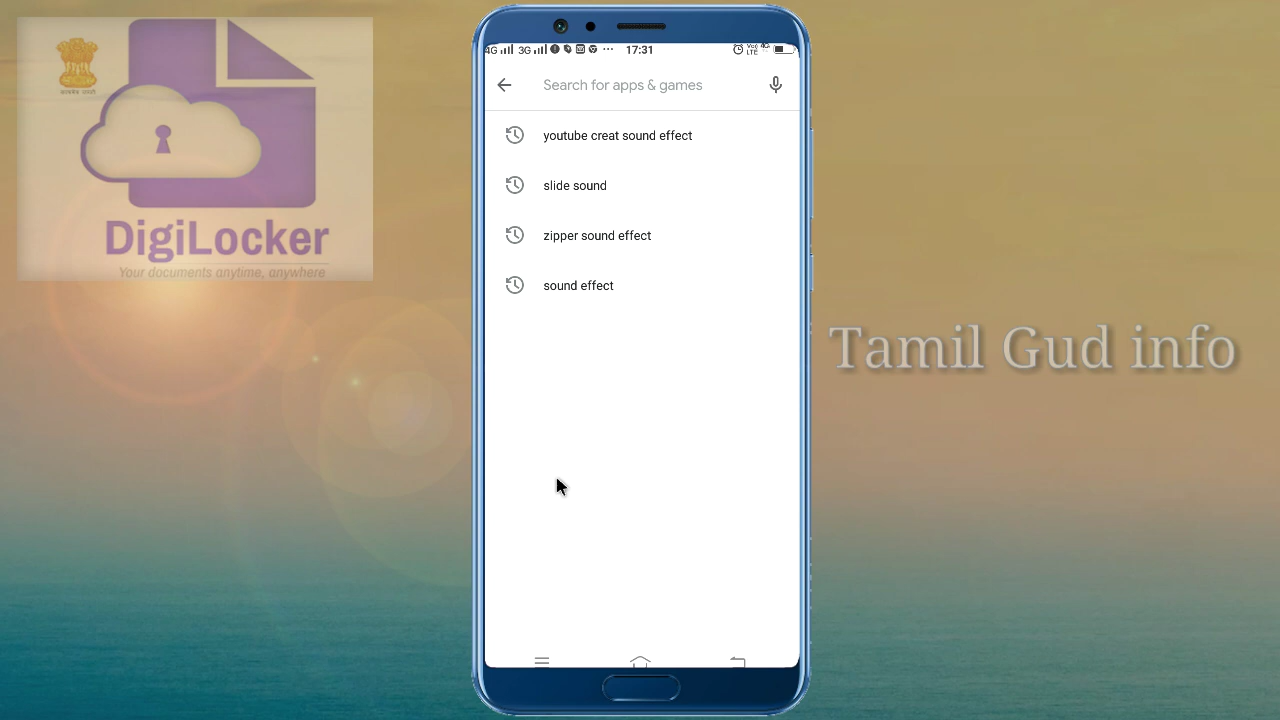 DigiLocker
Your documents anytime, anywhere
4G 3G 17:31
Search for apps & games
youtube creat sound effect
slide sound
zipper sound effect
sound effect
Tamil Gud info